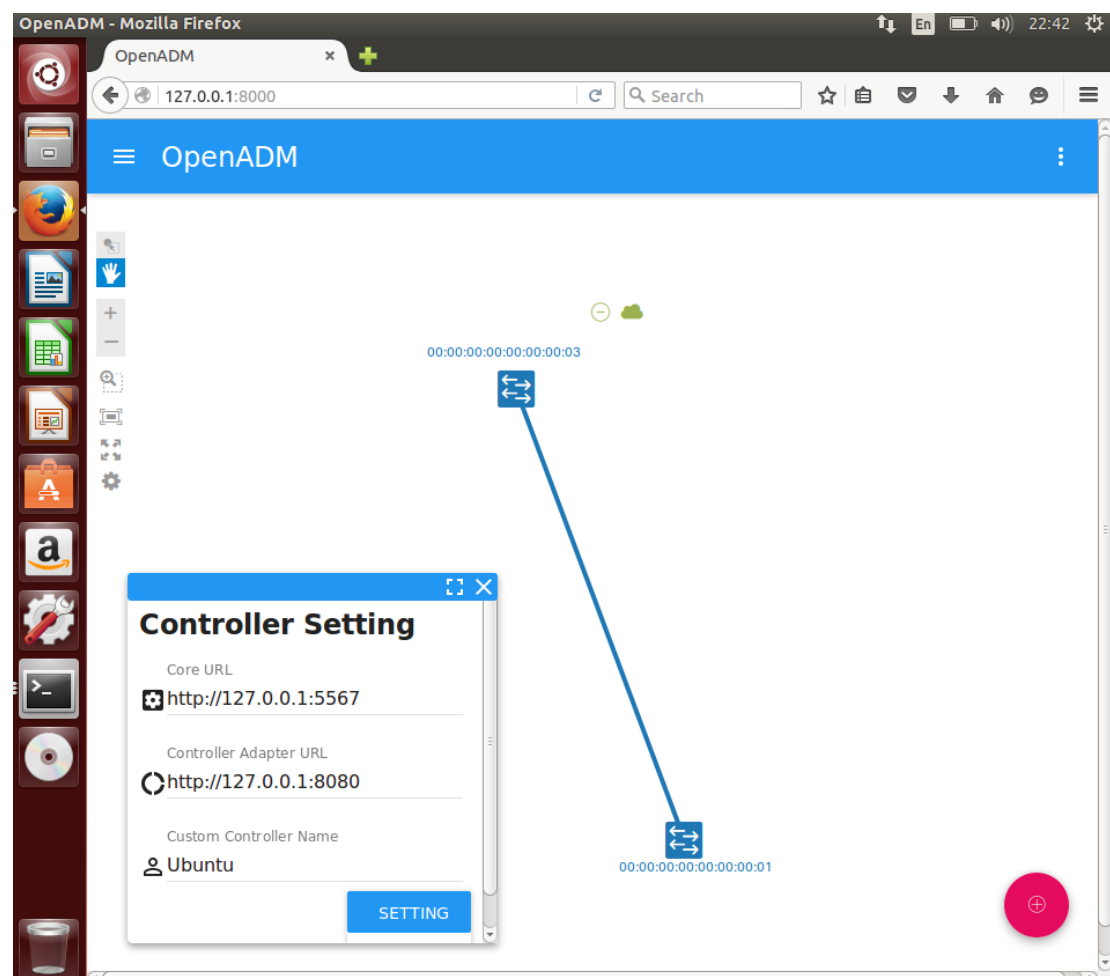 OpenADM - Mozilla Firefox
En
22:42
OpenADM
127.0.0.1:8000
Search
OpenADM
00:00:00:00:00:00:00:03
Controller Setting
Core URL
http://127.0.0.1:5567
Controller Adapter URL
http://127.0.0.1:8080
Custom Controller Name
Ubuntu
SETTING
00:00:00:00:00:00:00:01